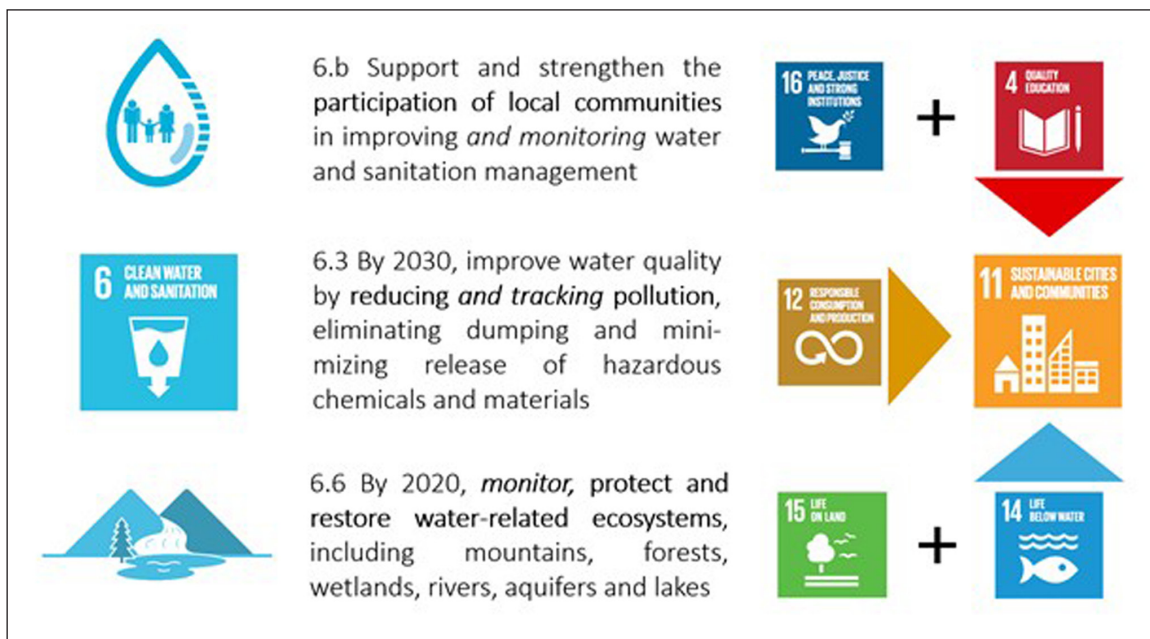 6.b Support and strengthen the
participation of local communities
in improving and monitoring water
and sanitation management
16 PEACE, JUSTICE
AND STRONG
INSTITUTIONS
+
4 QUALITY
EDUCATION
6 CLEAN WATER
AND SANITATION
6.3 By 2030, improve water quality
by reducing and tracking pollution,
eliminating dumping and mini-
mizing release of hazardous
chemicals and materials
12 RESPONSIBLE
CONSUMPTION
AND PRODUCTION
11 SUSTAINABLE CITIES
AND COMMUNITIES
6.6 By 2020, monitor, protect and
restore water-related ecosystems,
including mountains, forests,
wetlands, rivers, aquifers and lakes
15 LIFE
ON LAND
+
14 LIFE
BELOW WATER